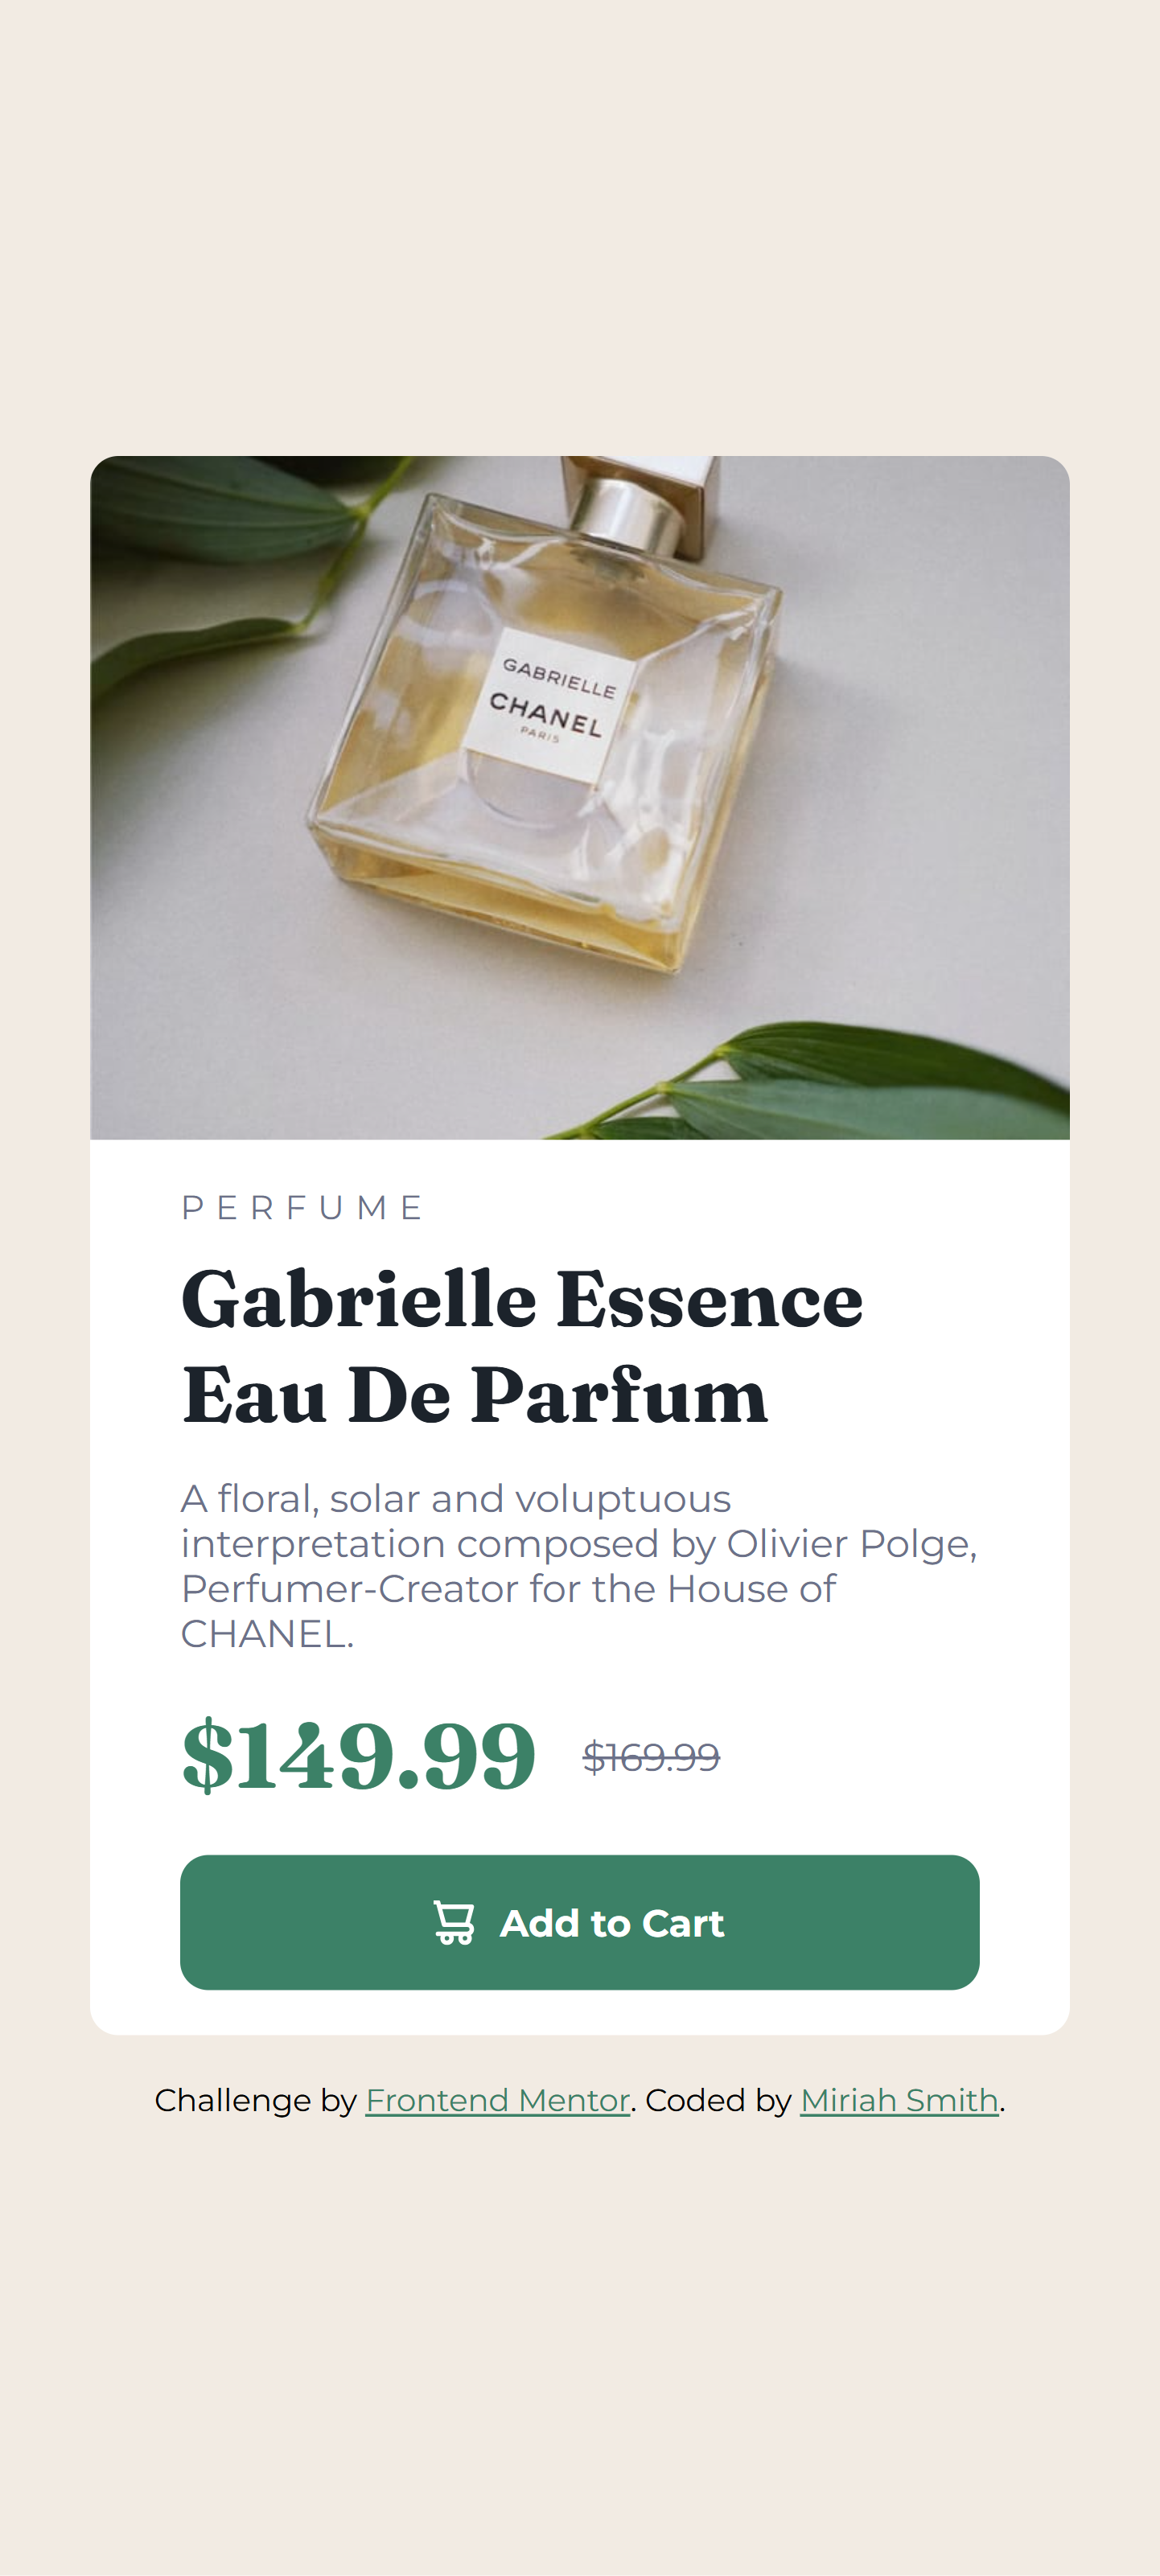 GABRIELLE
CHANEL
PARIS
PERFUME
Gabrielle Essence
Eau De Parfum
A floral, solar and voluptuous
interpretation composed by Olivier Polge,
Perfumer-Creator for the House of
CHANEL.
$149.99 $169.99
Add to Cart
Challenge by Frontend Mentor. Coded by Miriah Smith.